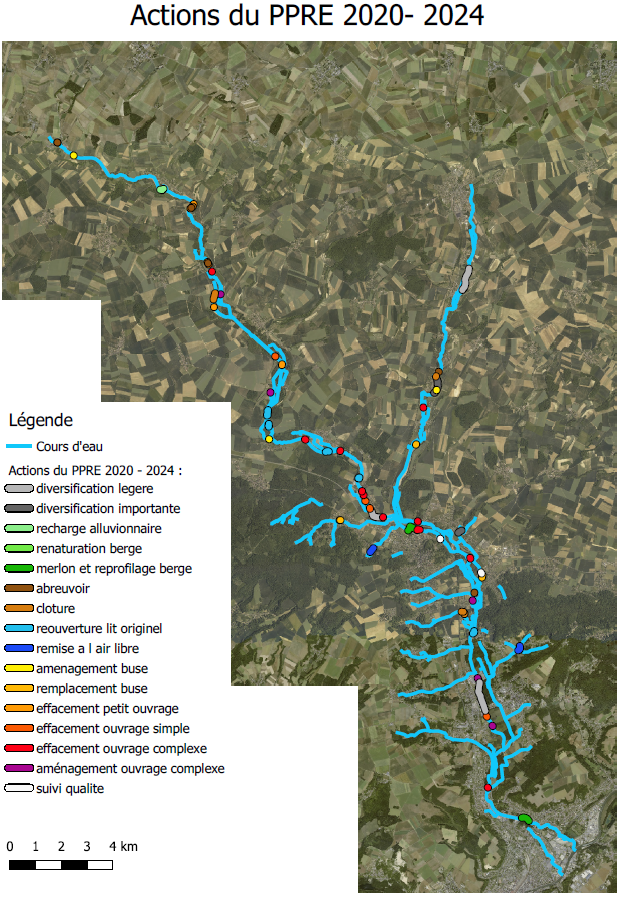 Actions du PPRE 2020- 2024
Légende
Cours d'eau
Actions du PPRE 2020 - 2024 :
diversification legere
diversification importante
recharge alluvionnaire
renaturation berge
merlon et reprofilage berge
abreuvoir
cloture
reouverture lit originel
remise a l air libre
amenagement buse
remplacement buse
effacement petit ouvrage
effacement ouvrage simple
effacement ouvrage complexe
aménagement ouvrage complexe
suivi qualite
0 1 2 3 4 km